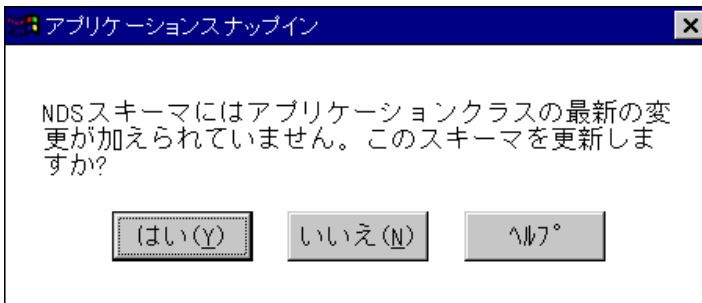 アプリケーションスナップイン
NDSスキーマにはアプリケーションクラスの最新の変
更が加えられていません。このスキーマを更新しま
すか?
はい(Y) いいえ(N) ﾍﾙﾌﾟ